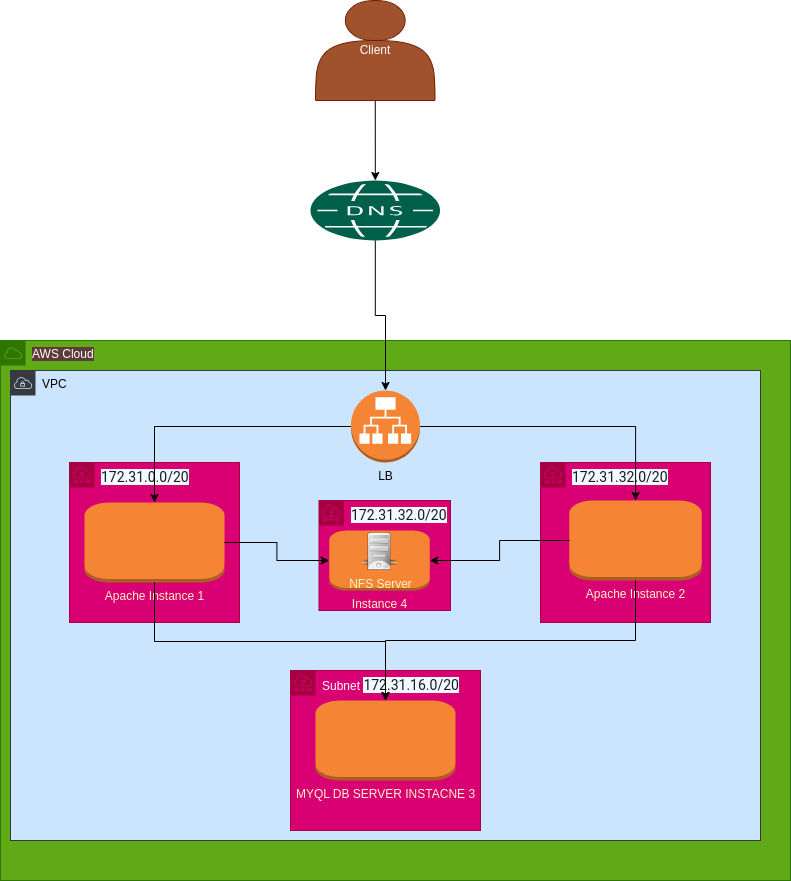 Client
DNS
AWS Cloud
VPC
LB
172.31.0.0/20
172.31.32.0/20
172.31.32.0/20
NFS Server
Instance 4
Apache Instance 1
Apache Instance 2
Subnet 172.31.16.0/20
MYQL DB SERVER INSTACNE 3